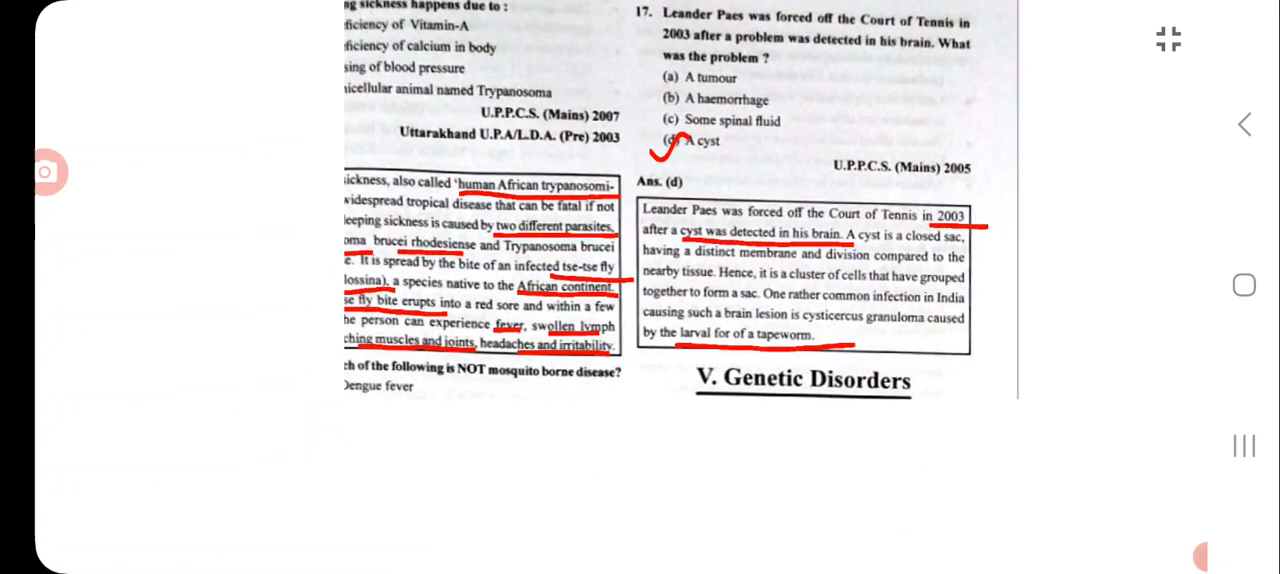 ng sickness happens due to :
ficiency of Vitamin-A
ficiency of calcium in body
sing of blood pressure
nicellular animal named Trypanosoma
U.P.P.C.S. (Mains) 2007
Uttarakhand U.P.A/L.D.A. (Pre) 2003
sickness, also called 'human African trypanosomi-
widespread tropical disease that can be fatal if not
leeping sickness is caused by two different parasites,
oma brucei rhodesiense and Trypanosoma brucei
e. It is spread by the bite of an infected tse-tse fly
lossina), a species native to the African continent.
se fly bite erupts into a red sore and within a few
he person can experience fever, swollen lymph
ching muscles and joints, headaches and irritability.
ch of the following is NOT mosquito borne disease?
Dengue fever
17. Leander Paes was forced off the Court of Tennis in
2003 after a problem was detected in his brain. What
was the problem ?
(a) A tumour
(b) A haemorrhage
(c) Some spinal fluid
(d) A cyst
U.P.P.C.S. (Mains) 2005
Ans. (d)
Leander Paes was forced off the Court of Tennis in 2003
after a cyst was detected in his brain. A cyst is a closed sac,
having a distinct membrane and division compared to the
nearby tissue. Hence, it is a cluster of cells that have grouped
together to form a sac. One rather common infection in India
causing such a brain lesion is cysticercus granuloma caused
by the larval for of a tapeworm.
V. Genetic Disorders